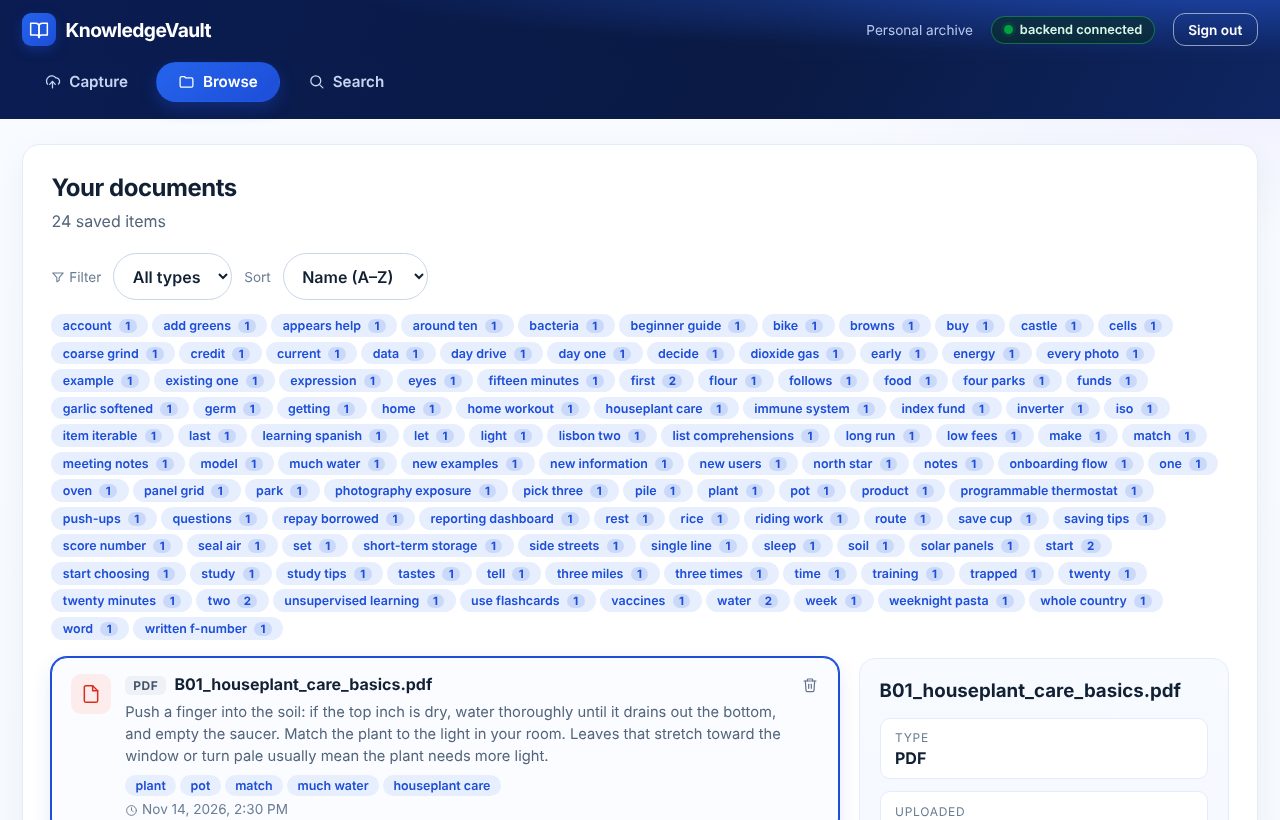 KnowledgeVault
Personal archive
backend connected
Sign out
Capture
Browse
Search
Your documents
24 saved items
Filter All types Sort Name (A–Z)
account 1 add greens 1 appears help 1 around ten 1 bacteria 1 beginner guide 1 bike 1 browns 1 buy 1 castle 1 cells 1
coarse grind 1 credit 1 current 1 data 1 day drive 1 day one 1 decide 1 dioxide gas 1 early 1 energy 1 every photo 1
example 1 existing one 1 expression 1 eyes 1 fifteen minutes 1 first 2 flour 1 follows 1 food 1 four parks 1 funds 1
garlic softened 1 germ 1 getting 1 home 1 home workout 1 houseplant care 1 immune system 1 index fund 1 inverter 1 iso 1
item iterable 1 last 1 learning spanish 1 let 1 light 1 lisbon two 1 list comprehensions 1 long run 1 low fees 1 make 1 match 1
meeting notes 1 model 1 much water 1 new examples 1 new information 1 new users 1 north star 1 notes 1 onboarding flow 1 one 1
oven 1 panel grid 1 park 1 photography exposure 1 pick three 1 pile 1 plant 1 pot 1 product 1 programmable thermostat 1
push-ups 1 questions 1 repay borrowed 1 reporting dashboard 1 rest 1 rice 1 riding work 1 route 1 save cup 1 saving tips 1
score number 1 seal air 1 set 1 short-term storage 1 side streets 1 single line 1 sleep 1 soil 1 solar panels 1 start 2
start choosing 1 study 1 study tips 1 tastes 1 tell 1 three miles 1 three times 1 time 1 training 1 trapped 1 twenty 1
twenty minutes 1 two 2 unsupervised learning 1 use flashcards 1 vaccines 1 water 2 week 1 weeknight pasta 1 whole country 1
word 1 written f-number 1
PDF B01_houseplant_care_basics.pdf
Push a finger into the soil: if the top inch is dry, water thoroughly until it drains out the bottom,
and empty the saucer. Match the plant to the light in your room. Leaves that stretch toward the
window or turn pale usually mean the plant needs more light.
plant pot match much water houseplant care
Nov 14, 2026, 2:30 PM
B01_houseplant_care_basics.pdf
TYPE
PDF
UPLOADED